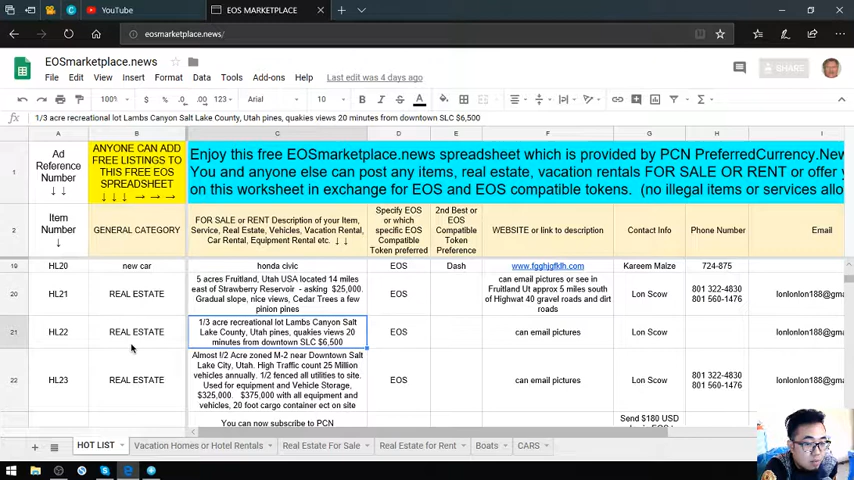 YouTube
EOS MARKETPLACE
eosmarketplace.news/
EOSmarketplace.news
File Edit View Insert Format Data Tools Add-ons Help Last edit was 4 days ago
SHARE
100% $ % .0 .00 123 Arial 10 B I S A
fx 1/3 acre recreational lot Lambs Canyon Salt Lake County, Utah pines, quakies views 20 minutes from downtown SLC $6,500
A B C D E F G H I
1
Ad Reference Number ↓ ↓
ANYONE CAN ADD FREE LISTINGS TO THIS FREE EOS SPREADSHEET ↓ ↓ ↓ → → →
Enjoy this free EOSmarketplace.news spreadsheet which is provided by PCN PreferredCurrency.New
You and anyone else can post any items, real estate, vacation rentals FOR SALE or RENT or offer y
on this worksheet in exchange for EOS and EOS compatible tokens. (no illegal items or services allo
2
Item Number ↓
GENERAL CATEGORY
FOR SALE or RENT Description of your Item, Service, Real Estate, Vehicles, Vacation Rental, Car Rental, Equipment Rental etc. ↓ ↓
Specify EOS or which specific EOS Compatible Token preferred
2nd Best or EOS Compatible Token Preference
WEBSITE or link to description
Contact Info
Phone Number
Email
19 HL20 new car honda civic EOS Dash www.fgghjgfklh.com Kareem Maize 724-875
20 HL21 REAL ESTATE
5 acres Fruitland, Utah USA located 14 miles
east of Strawberry Reservoir - asking $25,000.
Gradual slope, nice views, Cedar Trees a few
pinion pines
EOS
can email pictures or see in
Fruitland Ut approx 5 miles south
of Highwat 40 gravel roads and dirt
roads
Lon Scow
801 322-4830
801 560-1476
lonlonlon188@gma
21 HL22 REAL ESTATE
1/3 acre recreational lot Lambs Canyon Salt
Lake County, Utah pines, quakies views 20
minutes from downtown SLC $6,500
EOS
can email pictures
Lon Scow
801 322-4830
801 560-1476
lonlonlon188@gma
22 HL23 REAL ESTATE
Almost 1/2 Acre zoned M-2 near Downtown Salt
Lake City, Utah. High Traffic count 25 Million
vehicles annually. 1/2 fenced all utilities to site.
Used for equipment and Vehicle Storage,
$325,000. $375,000 with all equipment and
vehicles, 20 foot cargo container ect on site
EOS
can email pictures
Lon Scow
801 322-4830
801 560-1476
lonlonlon188@gma
You can now subscribe to PCN
Send $180 USD
HOT LIST Vacation Homes or Hotel Rentals Real Estate For Sale Real Estate for Rent Boats CARS